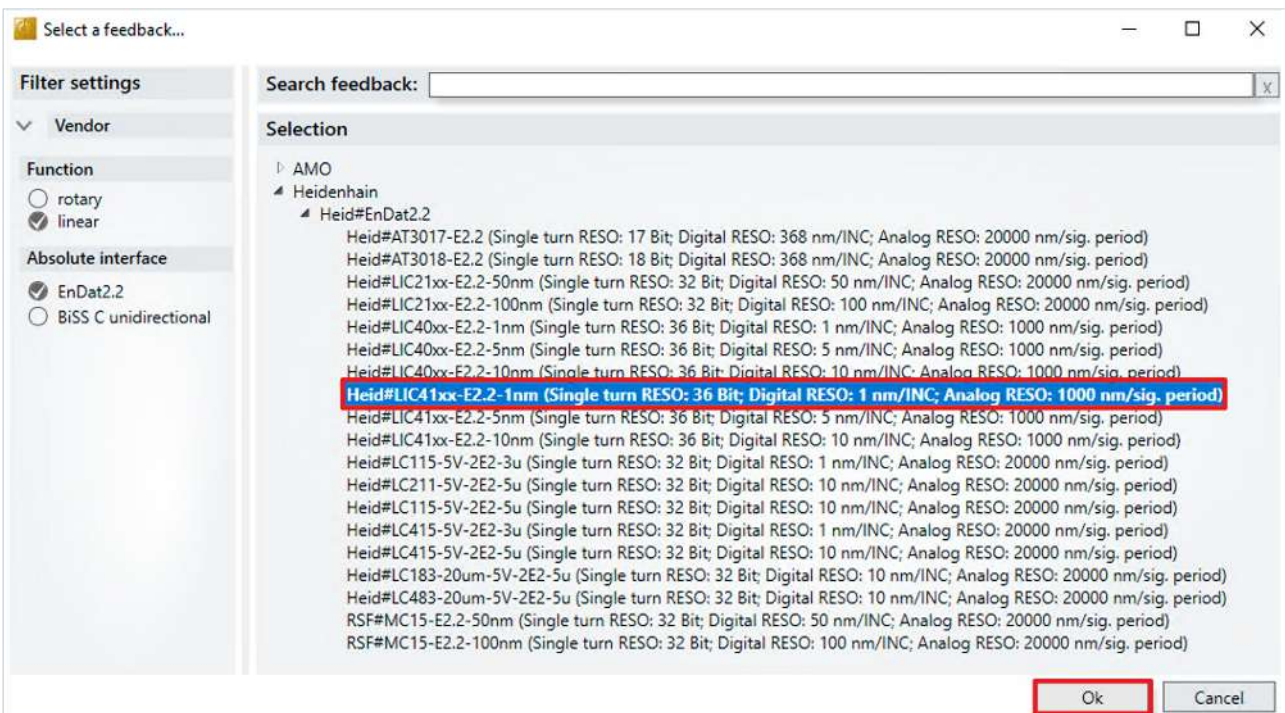 Select a feedback...
Filter settings
Vendor
Function
rotary
linear
Absolute interface
EnDat2.2
BiSS C unidirectional
Search feedback:
X
Selection
AMO
Heidenhain
Heid#EnDat2.2
Heid#AT3017-E2.2 (Single turn RESO: 17 Bit; Digital RESO: 368 nm/INC; Analog RESO: 20000 nm/sig. period)
Heid#AT3018-E2.2 (Single turn RESO: 18 Bit; Digital RESO: 368 nm/INC; Analog RESO: 20000 nm/sig. period)
Heid#LIC21xx-E2.2-50nm (Single turn RESO: 32 Bit; Digital RESO: 50 nm/INC; Analog RESO: 20000 nm/sig. period)
Heid#LIC21xx-E2.2-100nm (Single turn RESO: 32 Bit; Digital RESO: 100 nm/INC; Analog RESO: 20000 nm/sig. period)
Heid#LIC40xx-E2.2-1nm (Single turn RESO: 36 Bit; Digital RESO: 1 nm/INC; Analog RESO: 1000 nm/sig. period)
Heid#LIC40xx-E2.2-5nm (Single turn RESO: 36 Bit; Digital RESO: 5 nm/INC; Analog RESO: 1000 nm/sig. period)
Heid#LIC40xx-E2.2-10nm (Single turn RESO: 36 Bit; Digital RESO: 10 nm/INC; Analog RESO: 1000 nm/sig. period)
Heid#LIC41xx-E2.2-1nm (Single turn RESO: 36 Bit; Digital RESO: 1 nm/INC; Analog RESO: 1000 nm/sig. period)
Heid#LIC41xx-E2.2-5nm (Single turn RESO: 36 Bit; Digital RESO: 5 nm/INC; Analog RESO: 1000 nm/sig. period)
Heid#LIC41xx-E2.2-10nm (Single turn RESO: 36 Bit; Digital RESO: 10 nm/INC; Analog RESO: 1000 nm/sig. period)
Heid#LC115-5V-2E2-3u (Single turn RESO: 32 Bit; Digital RESO: 1 nm/INC; Analog RESO: 20000 nm/sig. period)
Heid#LC211-5V-2E2-5u (Single turn RESO: 32 Bit; Digital RESO: 10 nm/INC; Analog RESO: 20000 nm/sig. period)
Heid#LC115-5V-2E2-5u (Single turn RESO: 32 Bit; Digital RESO: 10 nm/INC; Analog RESO: 20000 nm/sig. period)
Heid#LC415-5V-2E2-3u (Single turn RESO: 32 Bit; Digital RESO: 1 nm/INC; Analog RESO: 20000 nm/sig. period)
Heid#LC415-5V-2E2-5u (Single turn RESO: 32 Bit; Digital RESO: 10 nm/INC; Analog RESO: 20000 nm/sig. period)
Heid#LC183-20um-5V-2E2-5u (Single turn RESO: 32 Bit; Digital RESO: 10 nm/INC; Analog RESO: 20000 nm/sig. period)
Heid#LC483-20um-5V-2E2-5u (Single turn RESO: 32 Bit; Digital RESO: 10 nm/INC; Analog RESO: 20000 nm/sig. period)
RSF#MC15-E2.2-50nm (Single turn RESO: 32 Bit; Digital RESO: 50 nm/INC; Analog RESO: 20000 nm/sig. period)
RSF#MC15-E2.2-100nm (Single turn RESO: 32 Bit; Digital RESO: 100 nm/INC; Analog RESO: 20000 nm/sig. period)
Ok
Cancel